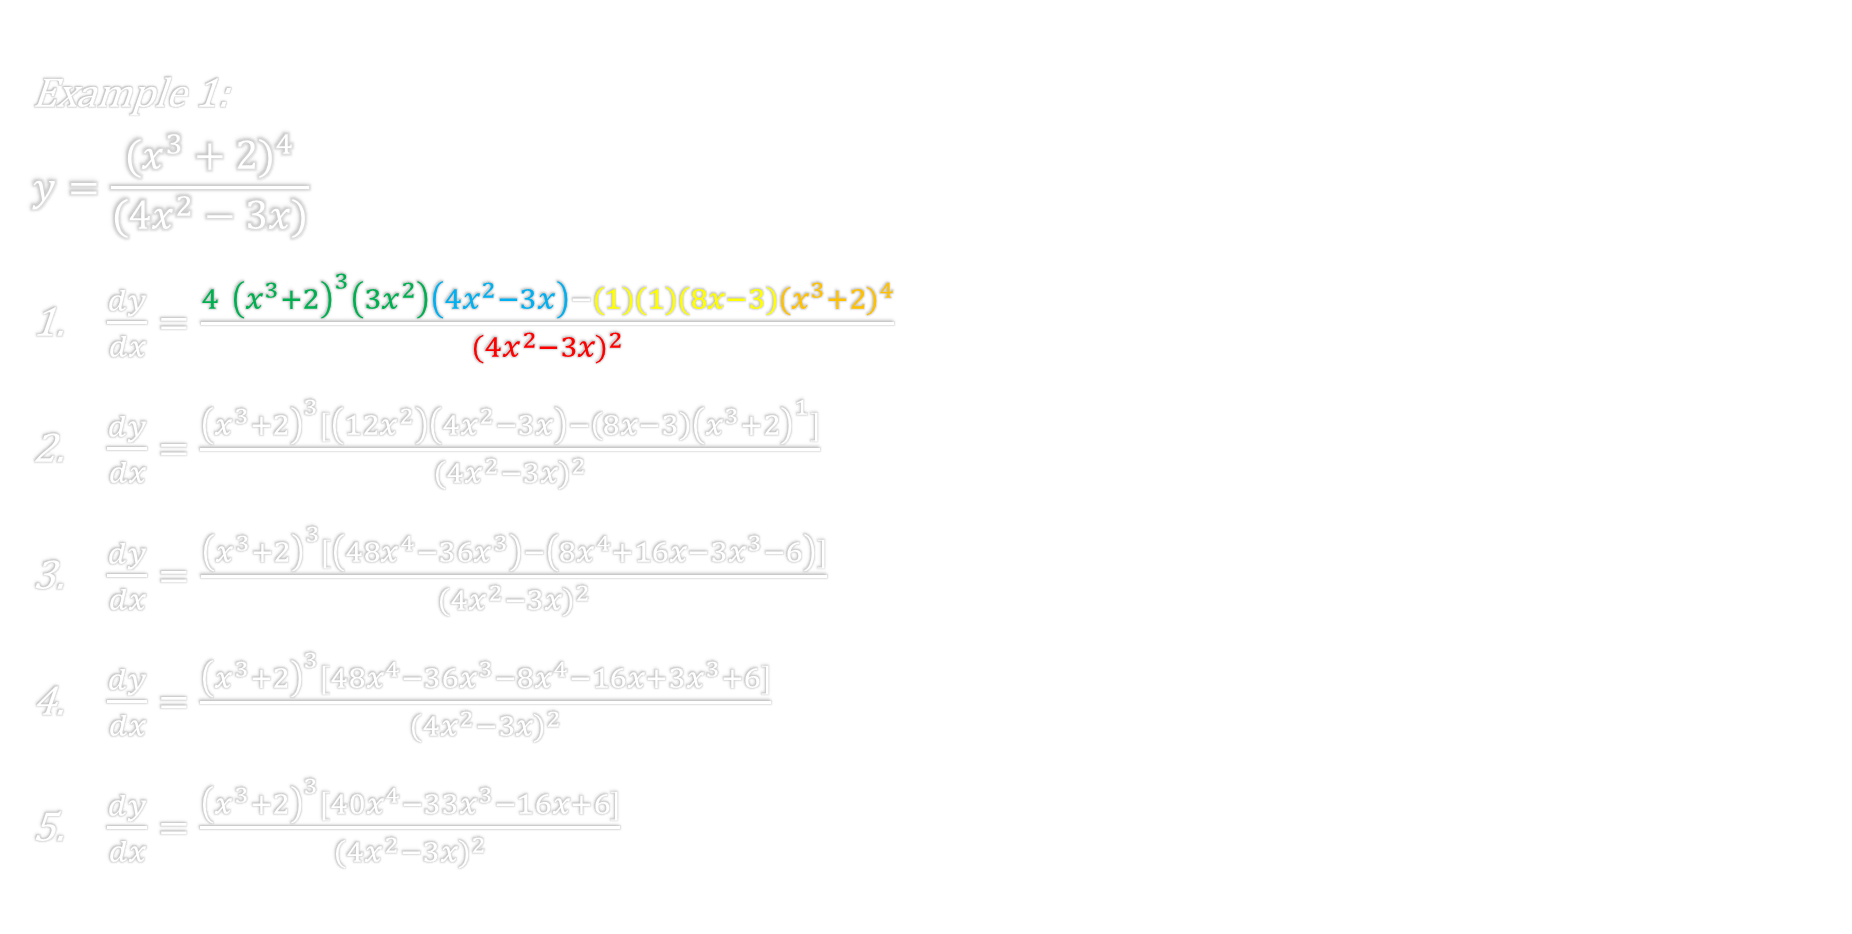 Example 1:
y = (x³ + 2)⁴ / (4x² − 3x)
1. dy/dx = 4 (x³+2)³(3x²)(4x²−3x)−(1)(1)(8x−3)(x³+2)⁴ / (4x²−3x)²
2. dy/dx = (x³+2)³[(12x²)(4x²−3x)−(8x−3)(x³+2)¹] / (4x²−3x)²
3. dy/dx = (x³+2)³[(48x⁴−36x³)−(8x⁴+16x−3x³−6)] / (4x²−3x)²
4. dy/dx = (x³+2)³[48x⁴−36x³−8x⁴−16x+3x³+6] / (4x²−3x)²
5. dy/dx = (x³+2)³[40x⁴−33x³−16x+6] / (4x²−3x)²